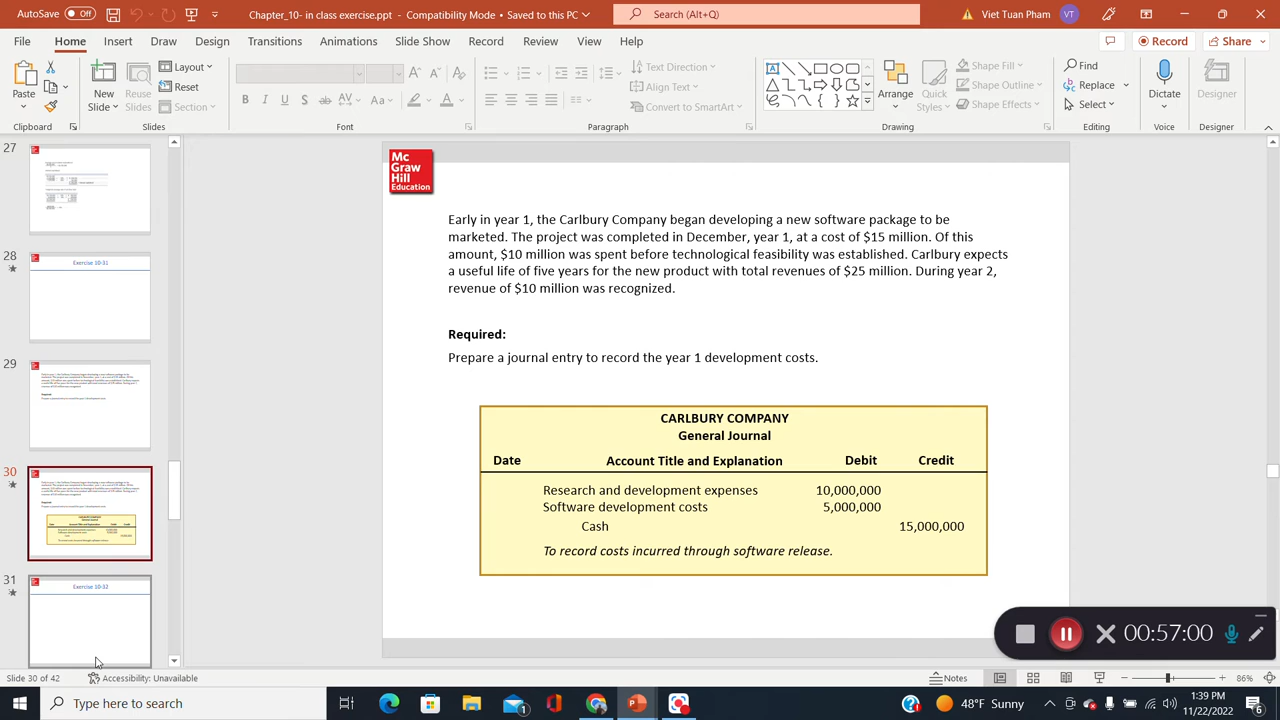 AutoSave Off
Chapter_10- in class exercise.pptx • Saved to this PC
Search (Alt+Q)
Viet Tuan Pham VT
File Home Insert Draw Design Transitions Animations Slide Show Record Review View Help Record Share
Paste
New Slide
Reuse Slides
Layout
Reset
Section
Text Direction
Align Text
Convert to SmartArt
Arrange
Quick Styles
Shape Fill
Shape Outline
Shape Effects
Find
Replace
Select
Dictate
Designer
Clipboard Slides Font Paragraph Drawing Editing Voice Designer
27
28
Exercise 10-31
29
30
31
Exercise 10-32
Mc
Graw
Hill
Education
Early in year 1, the Carlbury Company began developing a new software package to be
marketed. The project was completed in December, year 1, at a cost of $15 million. Of this
amount, $10 million was spent before technological feasibility was established. Carlbury expects
a useful life of five years for the new product with total revenues of $25 million. During year 2,
revenue of $10 million was recognized.
Required:
Prepare a journal entry to record the year 1 development costs.
CARLBURY COMPANY
General Journal
Date Account Title and Explanation Debit Credit
Research and development expenses 10,000,000
Software development costs 5,000,000
Cash 15,000,000
To record costs incurred through software release.
00:57:00
Slide 30 of 42 Accessibility: Unavailable Notes 86%
Type here to search
48°F Sunny
1:39 PM
11/22/2022